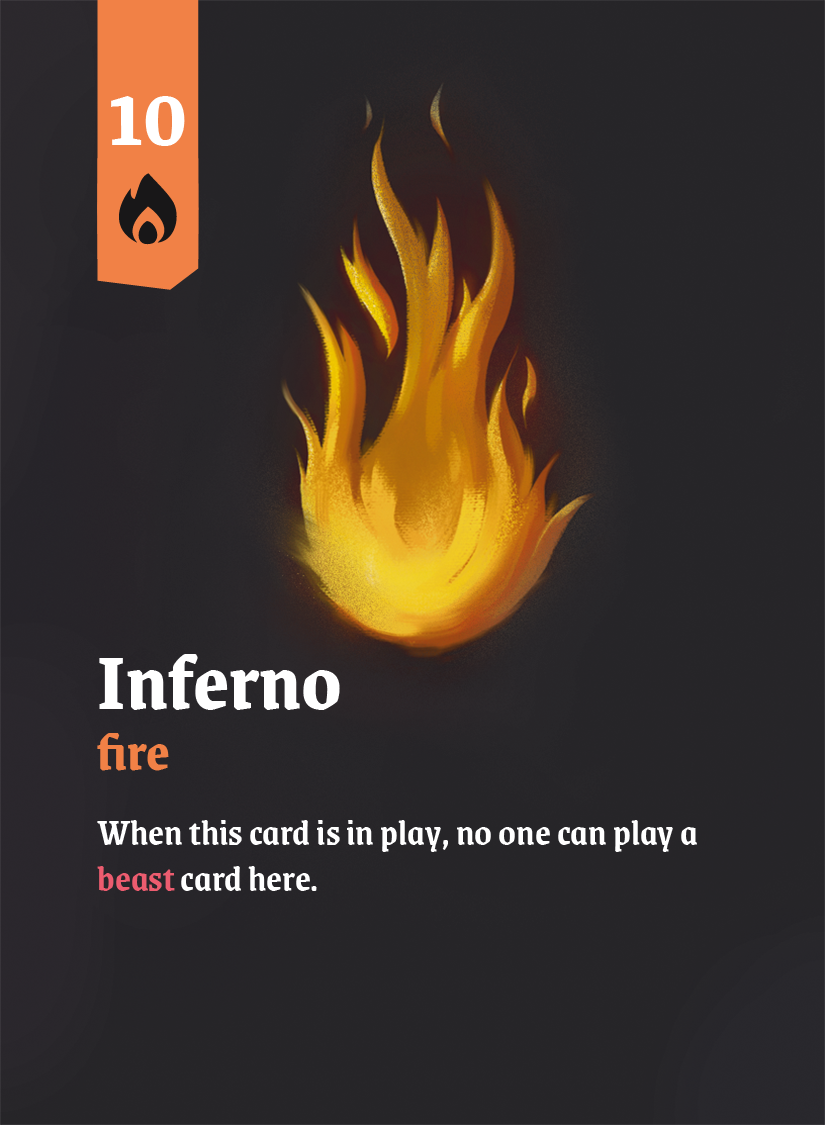 10
Inferno
fire
When this card is in play, no one can play a
beast card here.